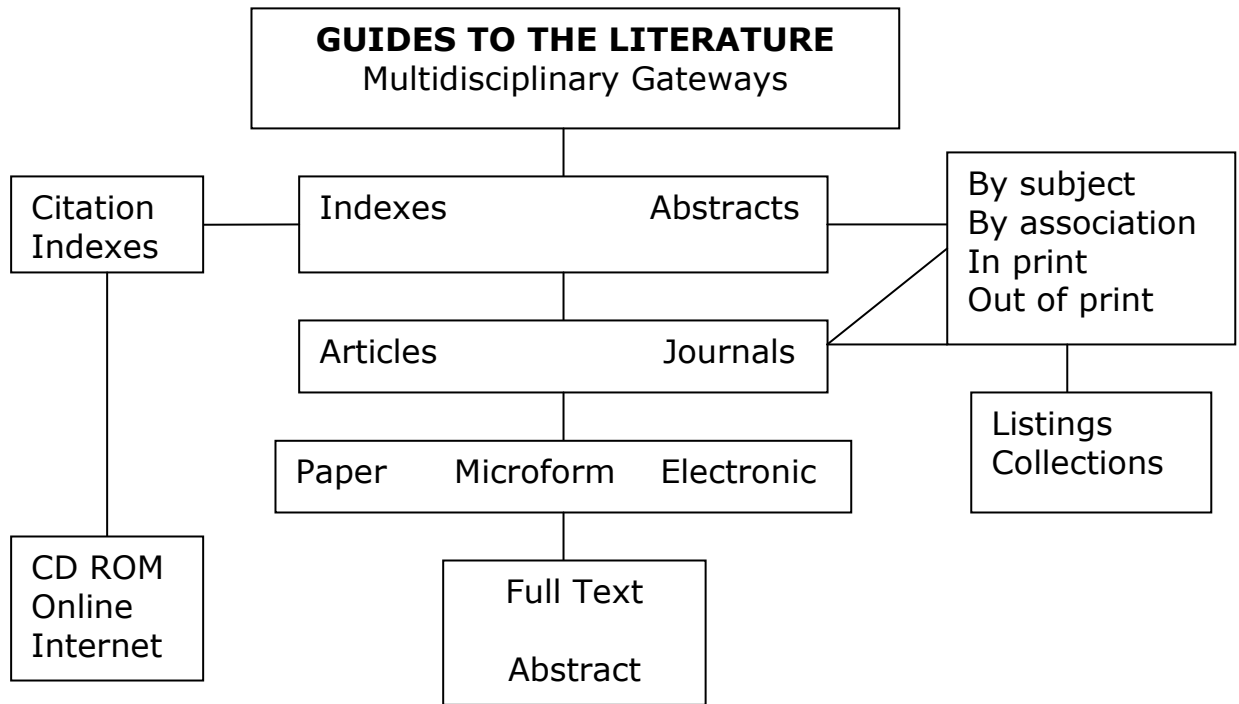 GUIDES TO THE LITERATURE
Multidisciplinary Gateways
Citation
Indexes
Indexes Abstracts
By subject
By association
In print
Out of print
Articles Journals
Listings
Collections
Paper Microform Electronic
CD ROM
Online
Internet
Full Text
Abstract